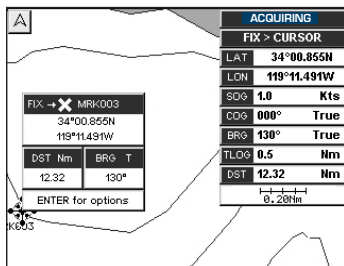 A
FIX → MRK003
34°00.855N
119°11.491W
DST Nm BRG T
12.32 130°
ENTER for options
ACQUIRING
FIX > CURSOR
LAT 34°00.855N
LON 119°11.491W
SOG 1.0 Kts
COG 000° True
BRG 130° True
TLOG 0.5 Nm
DST 12.32 Nm
0.20Nm